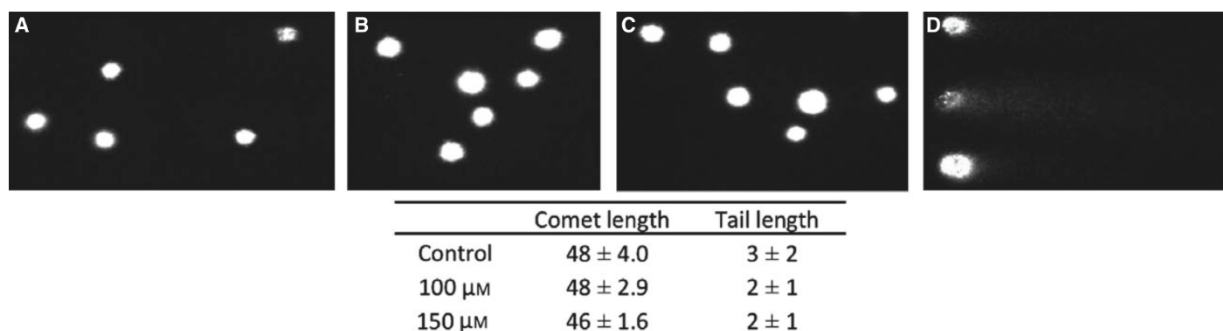 A B C D
Comet length Tail length
Control 48 ± 4.0 3 ± 2
100 μM 48 ± 2.9 2 ± 1
150 μM 46 ± 1.6 2 ± 1